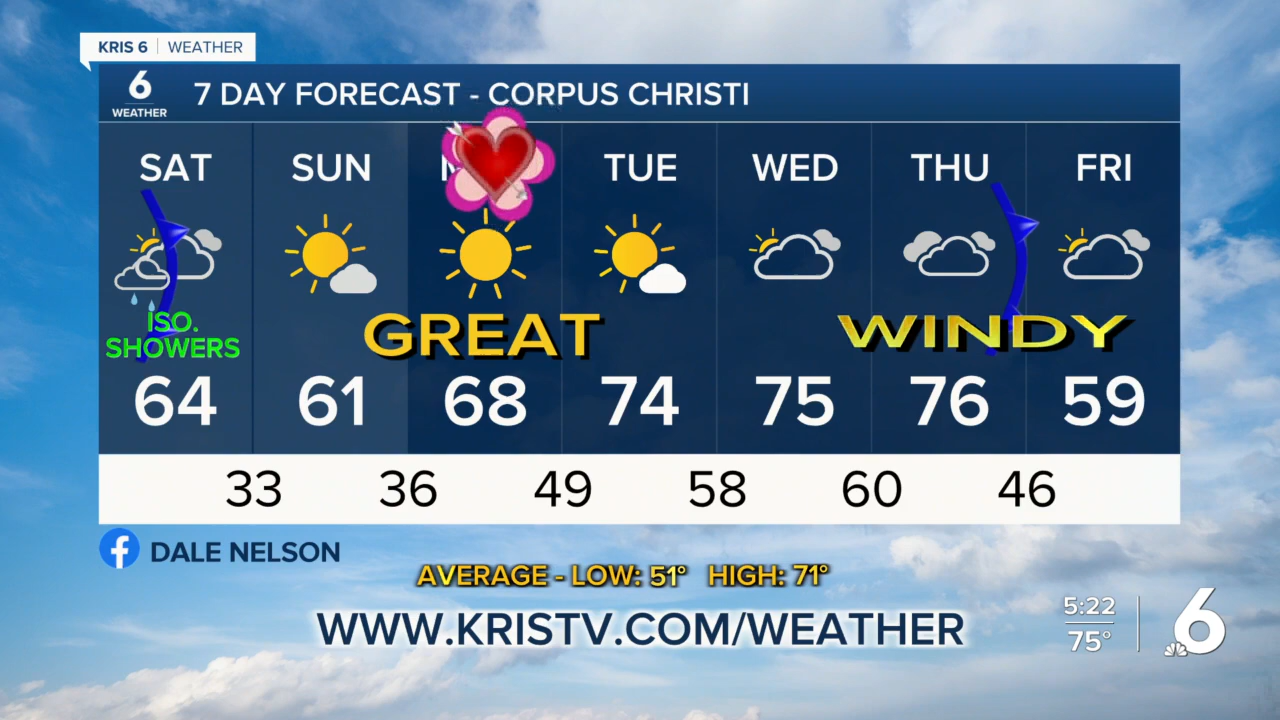 KRIS 6 | WEATHER
6
WEATHER
7 DAY FORECAST - CORPUS CHRISTI
SAT SUN TUE WED THU FRI
ISO.
SHOWERS
GREAT WINDY
64 61 68 74 75 76 59
33 36 49 58 60 46
DALE NELSON
AVERAGE - LOW: 51° HIGH: 71°
WWW.KRISTV.COM/WEATHER
5:22
75°
6